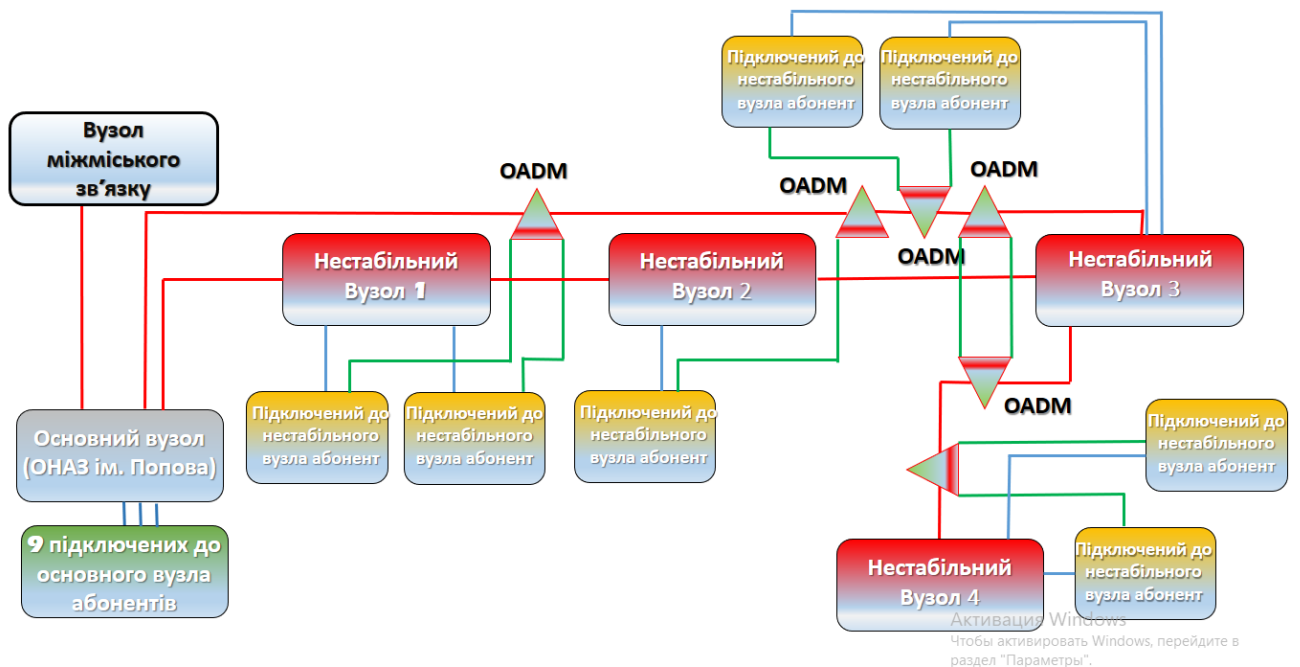 Підключений до
нестабільного
вузла абонент
Підключений до
нестабільного
вузла абонент
Вузол
міжміського
зв’язку
OADM
OADM
OADM
OADM
Нестабільний
Вузол 1
Нестабільний
Вузол 2
Нестабільний
Вузол 3
Підключений до
нестабільного
вузла абонент
Підключений до
нестабільного
вузла абонент
Підключений до
нестабільного
вузла абонент
OADM
Основний вузол
(ОНАЗ ім. Попова)
Підключений до
нестабільного
вузла абонент
9 підключених до
основного вузла
абонентів
Нестабільний
Вузол 4
Підключений до
нестабільного
вузла абонент
Активация Windows
Чтобы активировать Windows, перейдите в
раздел "Параметры".